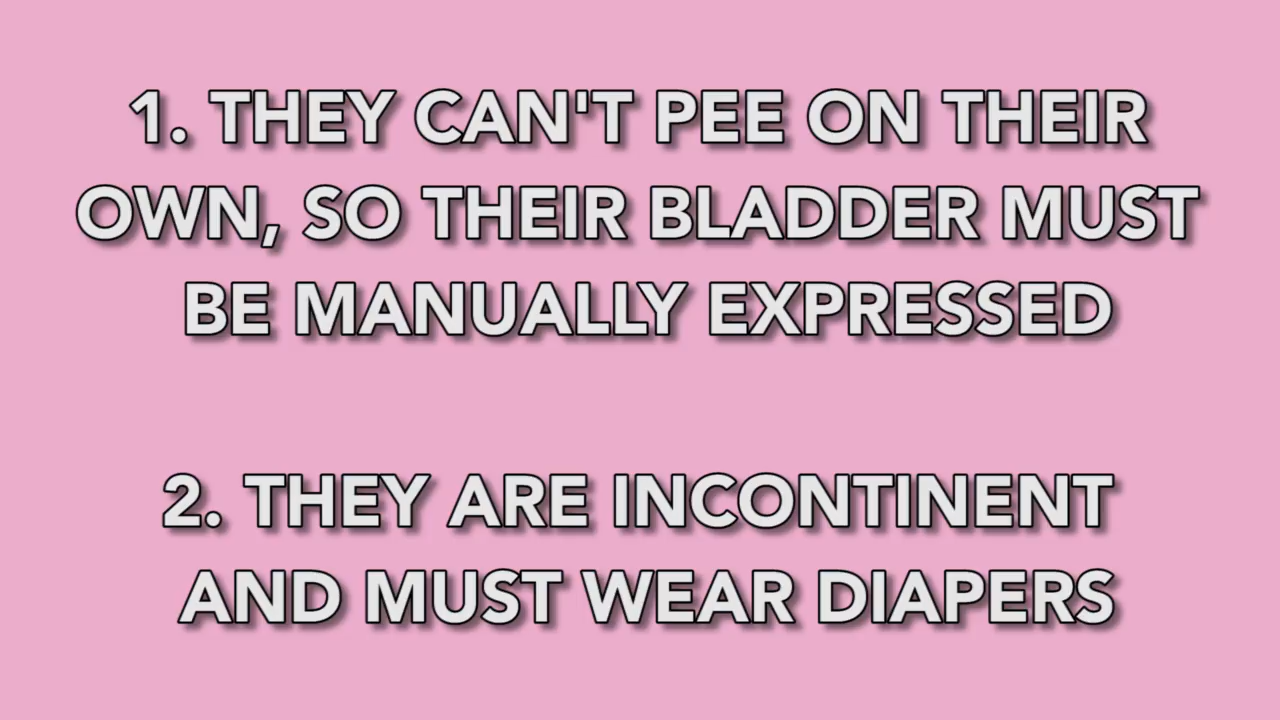 1. THEY CAN'T PEE ON THEIR
OWN, SO THEIR BLADDER MUST
BE MANUALLY EXPRESSED
2. THEY ARE INCONTINENT
AND MUST WEAR DIAPERS